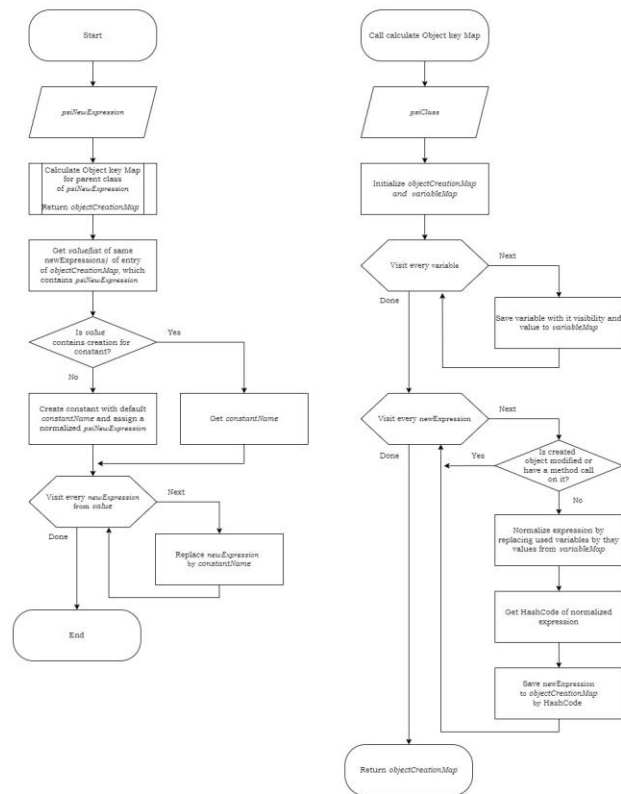 Start
psiNewExpression
Calculate Object key Map
for parent class
of psiNewExpression
Return objectCreationMap
Get value(list of same
newExpressions) of entry
of objectCreationMap, which
contains psiNewExpression
Is value
contains creation for
constant?
Yes
No
Create constant with default
constantName and assign a
normalized psiNewExpression
Get constantName
Visit every newExpression
from value
Next
Done
Replace newExpression
by constantName
End
Call calculate Object key Map
psiClass
Initialize objectCreationMap
and variableMap
Visit every variable
Next
Done
Save variable with it visibility and
value to variableMap
Visit every newExpression
Next
Done
Is created
object modified or
have a method call
on it?
Yes
No
Normalize expression by
replacing used variables by they
values from variableMap
Get HashCode of normalized
expression
Save newExpression
to objectCreationMap
by HashCode
Return objectCreationMap